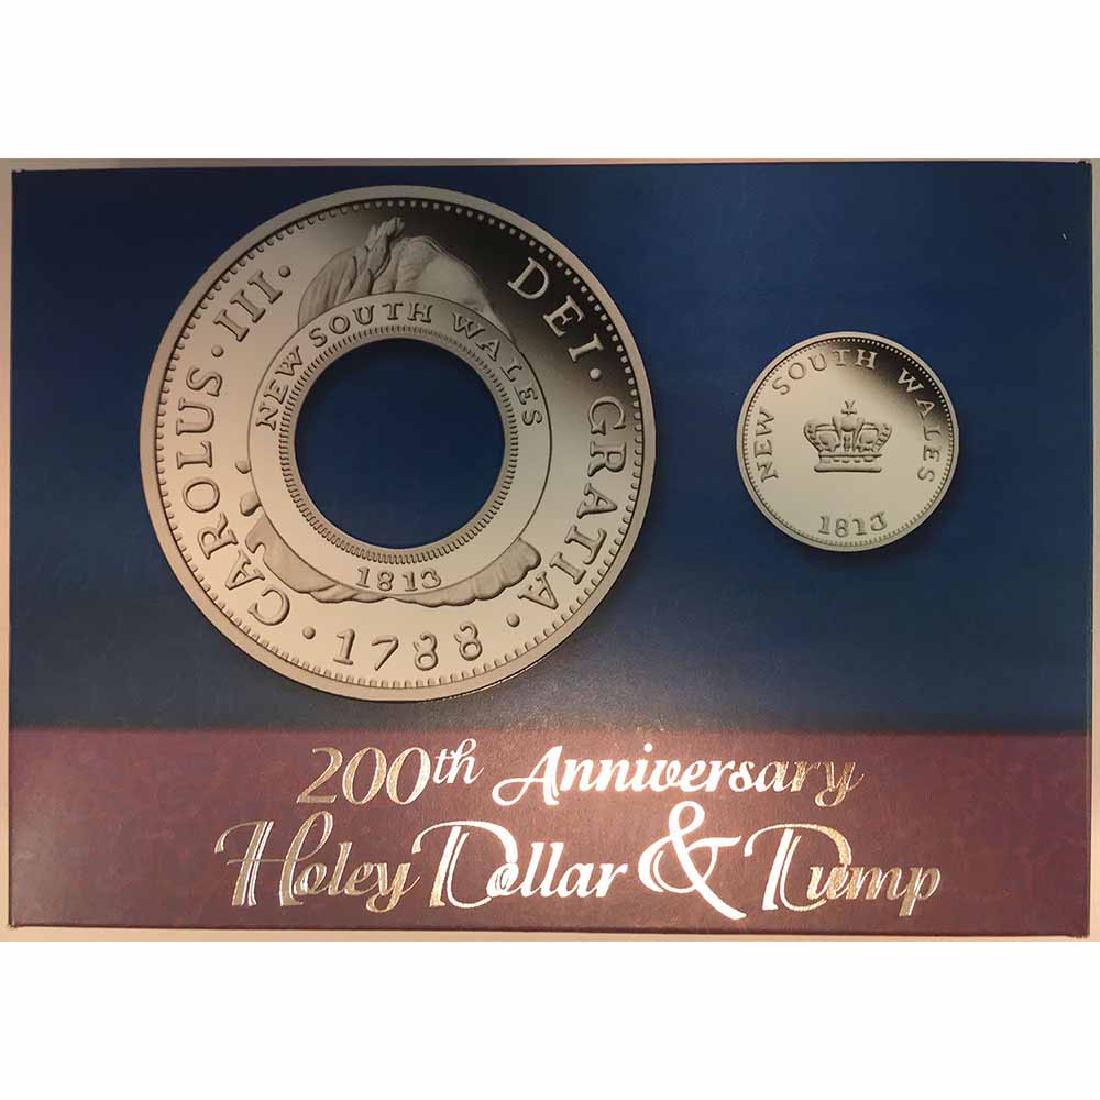 CAROLUS · III · DEI · GRATIA · 1788 ·
NEW SOUTH WALES
1813
NEW SOUTH WALES
1813
200th Anniversary
Holey Dollar & Dump